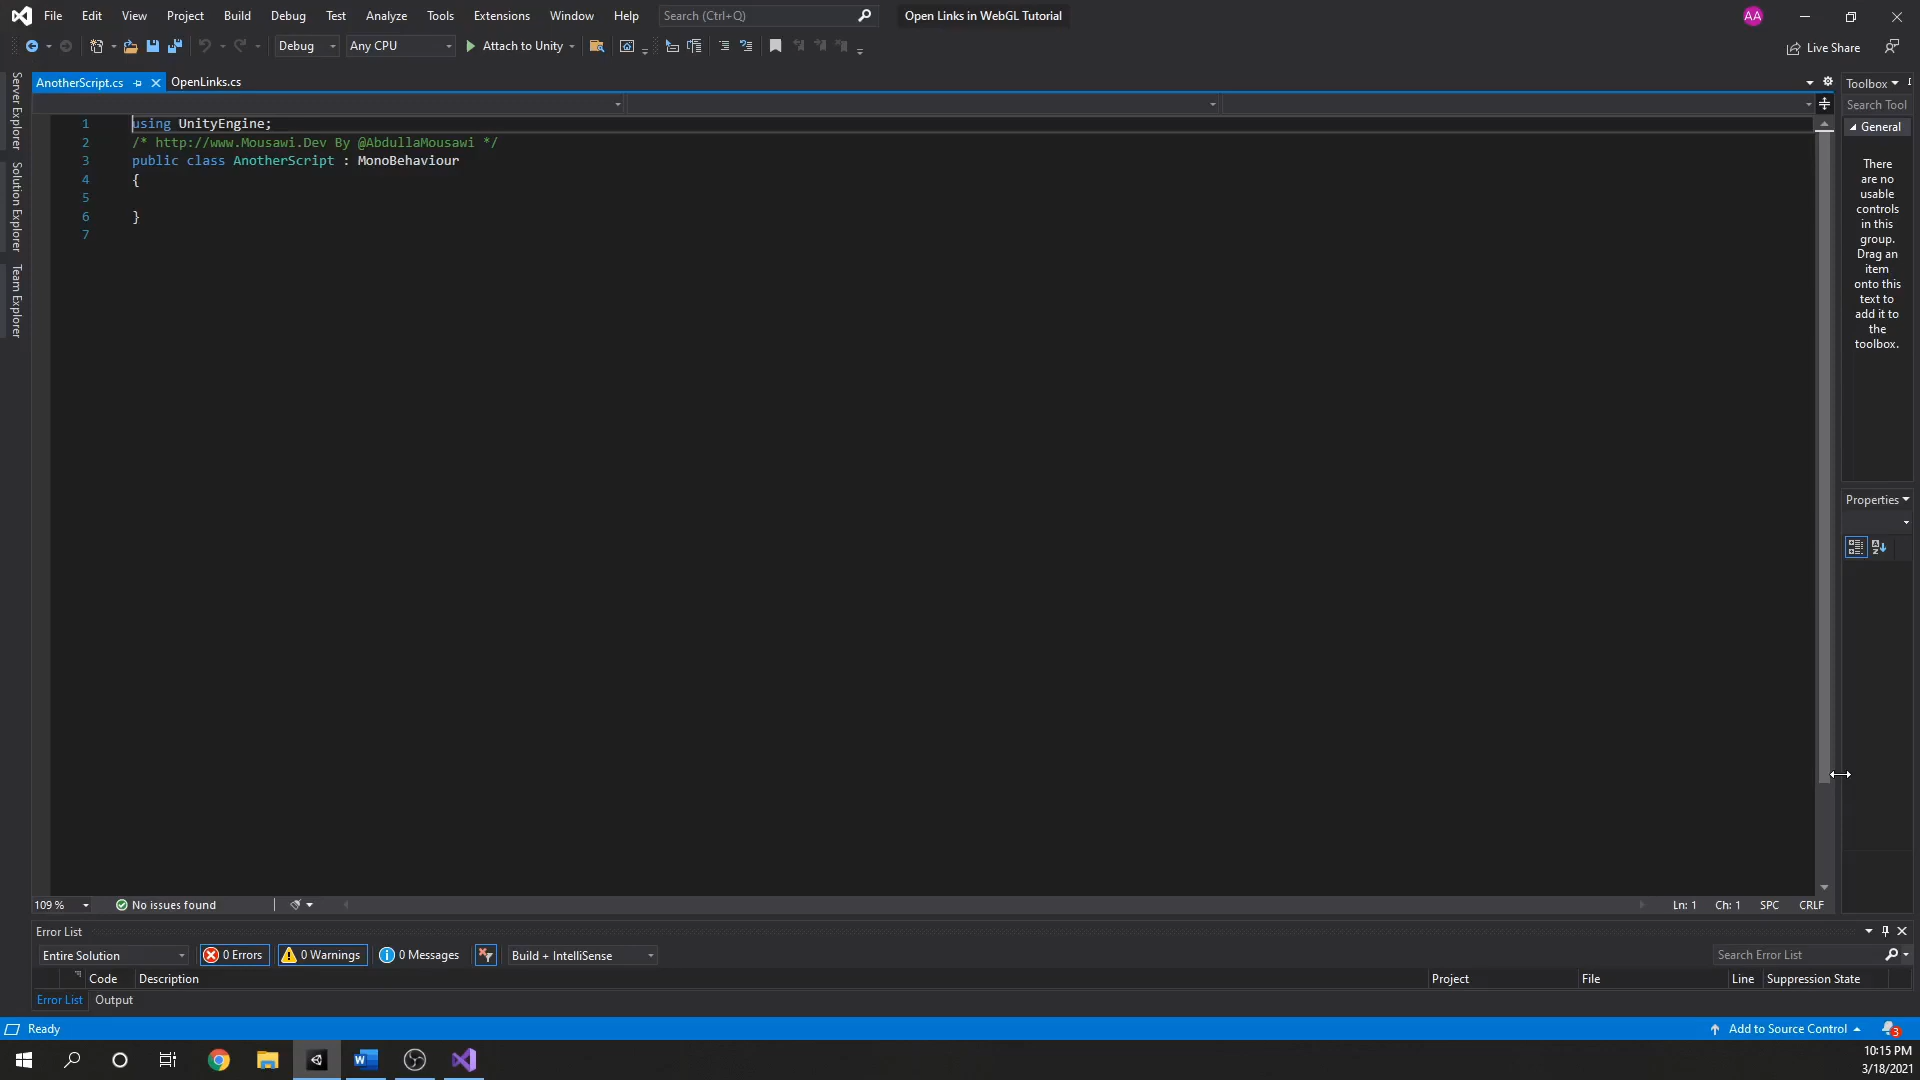 File Edit View Project Build Debug Test Analyze Tools Extensions Window Help Search (Ctrl+Q) Open Links in WebGL Tutorial AA
Debug Any CPU Attach to Unity Live Share
AnotherScript.cs OpenLinks.cs
Server Explorer
Solution Explorer
Team Explorer
1 using UnityEngine;
2 /* http://www.Mousawi.Dev By @AbdullaMousawi */
3 public class AnotherScript : MonoBehaviour
4 {
5
6 }
7
Toolbox
Search Tool
General
There
are no
usable
controls
in this
group.
Drag an
item
onto this
text to
add it to
the
toolbox.
Properties
109 % No issues found Ln: 1 Ch: 1 SPC CRLF
Error List
Entire Solution 0 Errors 0 Warnings 0 Messages Build + IntelliSense Search Error List
Code Description Project File Line Suppression State
Error List Output
Ready Add to Source Control 3
10:15 PM
3/18/2021